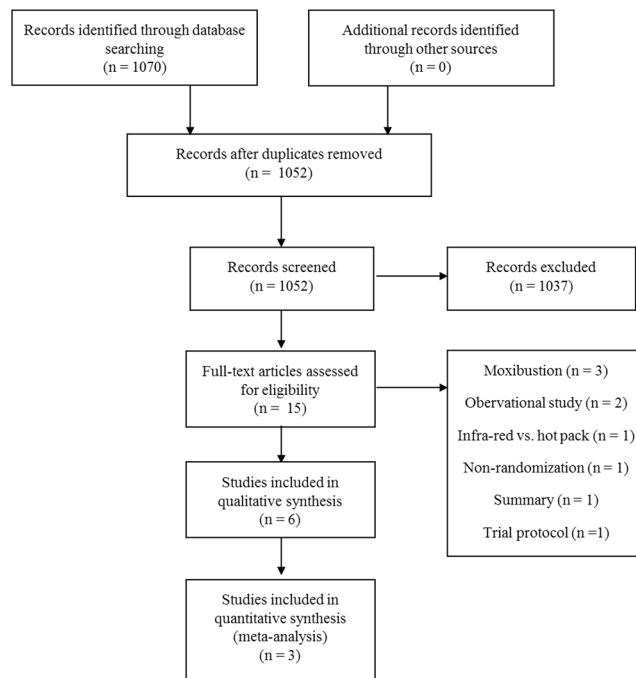 Records identified through database
searching
(n = 1070)
Additional records identified
through other sources
(n = 0)
Records after duplicates removed
(n = 1052)
Records screened
(n = 1052)
Records excluded
(n = 1037)
Full-text articles assessed
for eligibility
(n = 15)
Moxibustion (n = 3)
Obervational study (n = 2)
Infra-red vs. hot pack (n = 1)
Non-randomization (n = 1)
Summary (n = 1)
Trial protocol (n =1)
Studies included in
qualitative synthesis
(n = 6)
Studies included in
quantitative synthesis
(meta-analysis)
(n = 3)